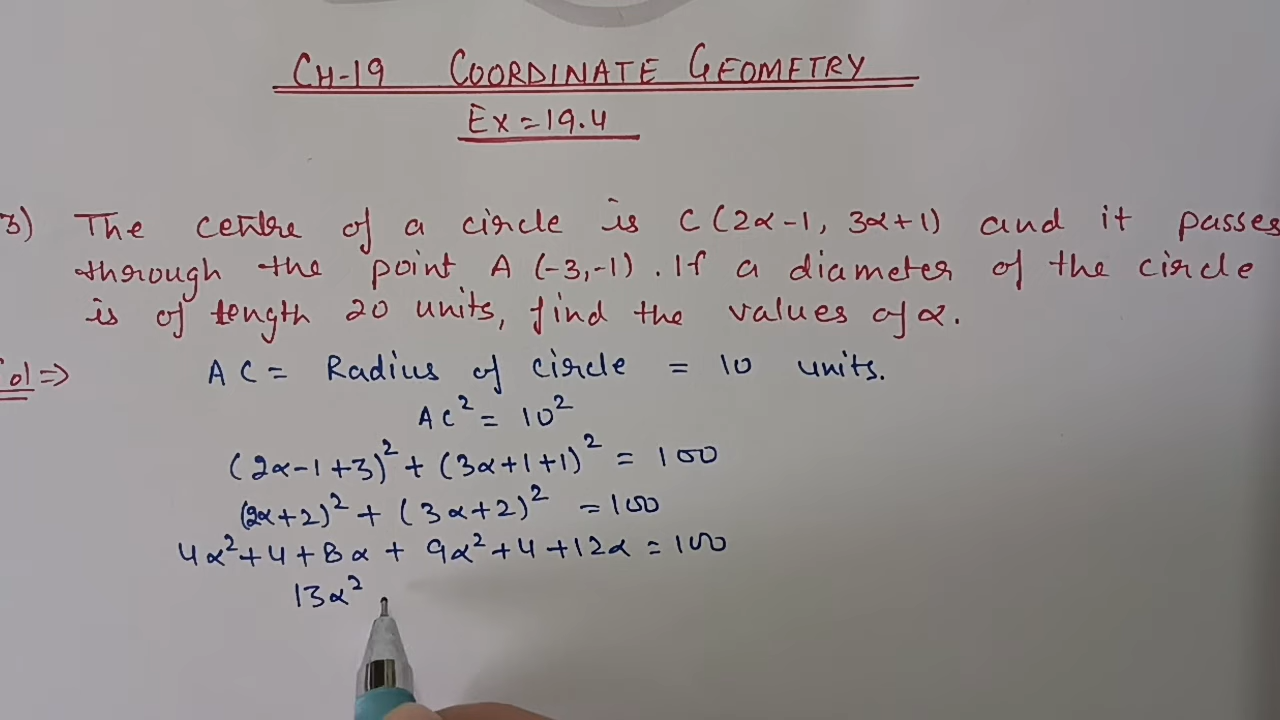 CH-19 COORDINATE GEOMETRY
Ex = 19.4
3) The centre of a circle is C(2α-1, 3α+1) and it passes
through the point A (-3,-1). If a diameter of the circle
is of length 20 units, find the values of α.
Sol ⇒ AC = Radius of circle = 10 units.
AC² = 10²
(2α-1+3)² + (3α+1+1)² = 100
(2α+2)² + (3α+2)² = 100
4α²+4+8α + 9α²+4+12α = 100
13α²